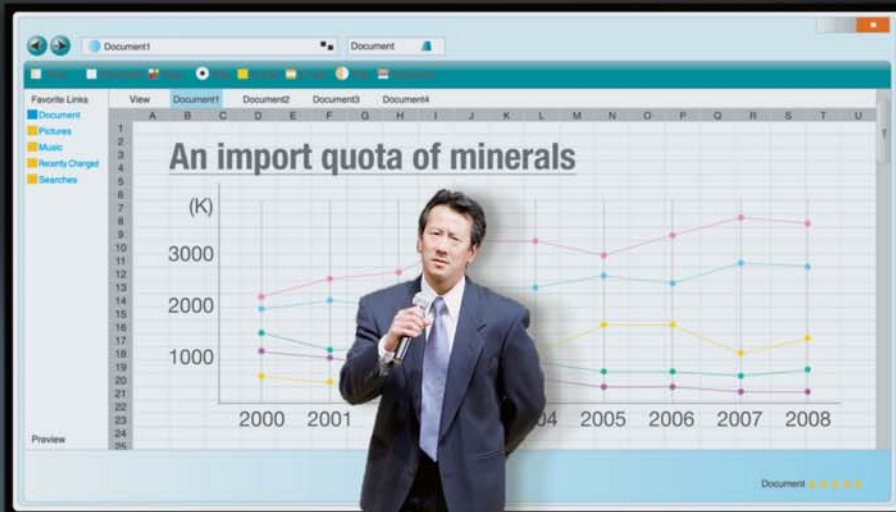 Document1
Document
Favorite Links
Document
Pictures
Music
Recently Changed
Searches
Preview
View Document1 Document2 Document3 Document4
A B C D E F G H I J K L M N O P Q R S T U
1
2
3
4
5
6
7
8
9
10
11
12
13
14
15
16
17
18
19
20
21
22
23
24
25
An import quota of minerals
(K)
3000
2000
1000
2000 2001 04 2005 2006 2007 2008
Document